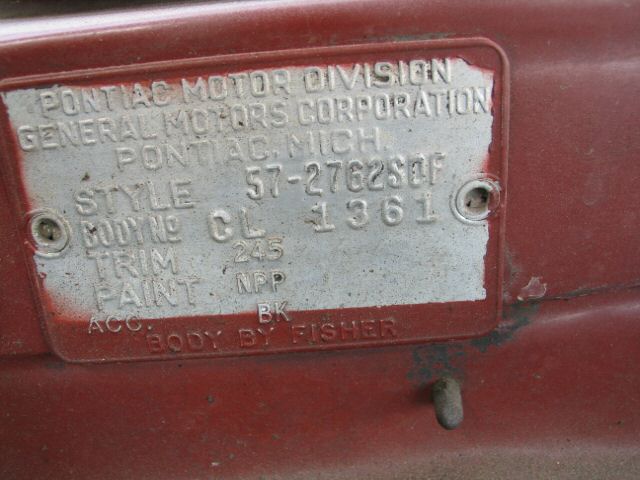 PONTIAC MOTOR DIVISION
GENERAL MOTORS CORPORATION
PONTIAC, MICH.
STYLE 57-2762SDF
BODY NO CL 1361
TRIM 245
PAINT NPP
ACC. BK
BODY BY FISHER